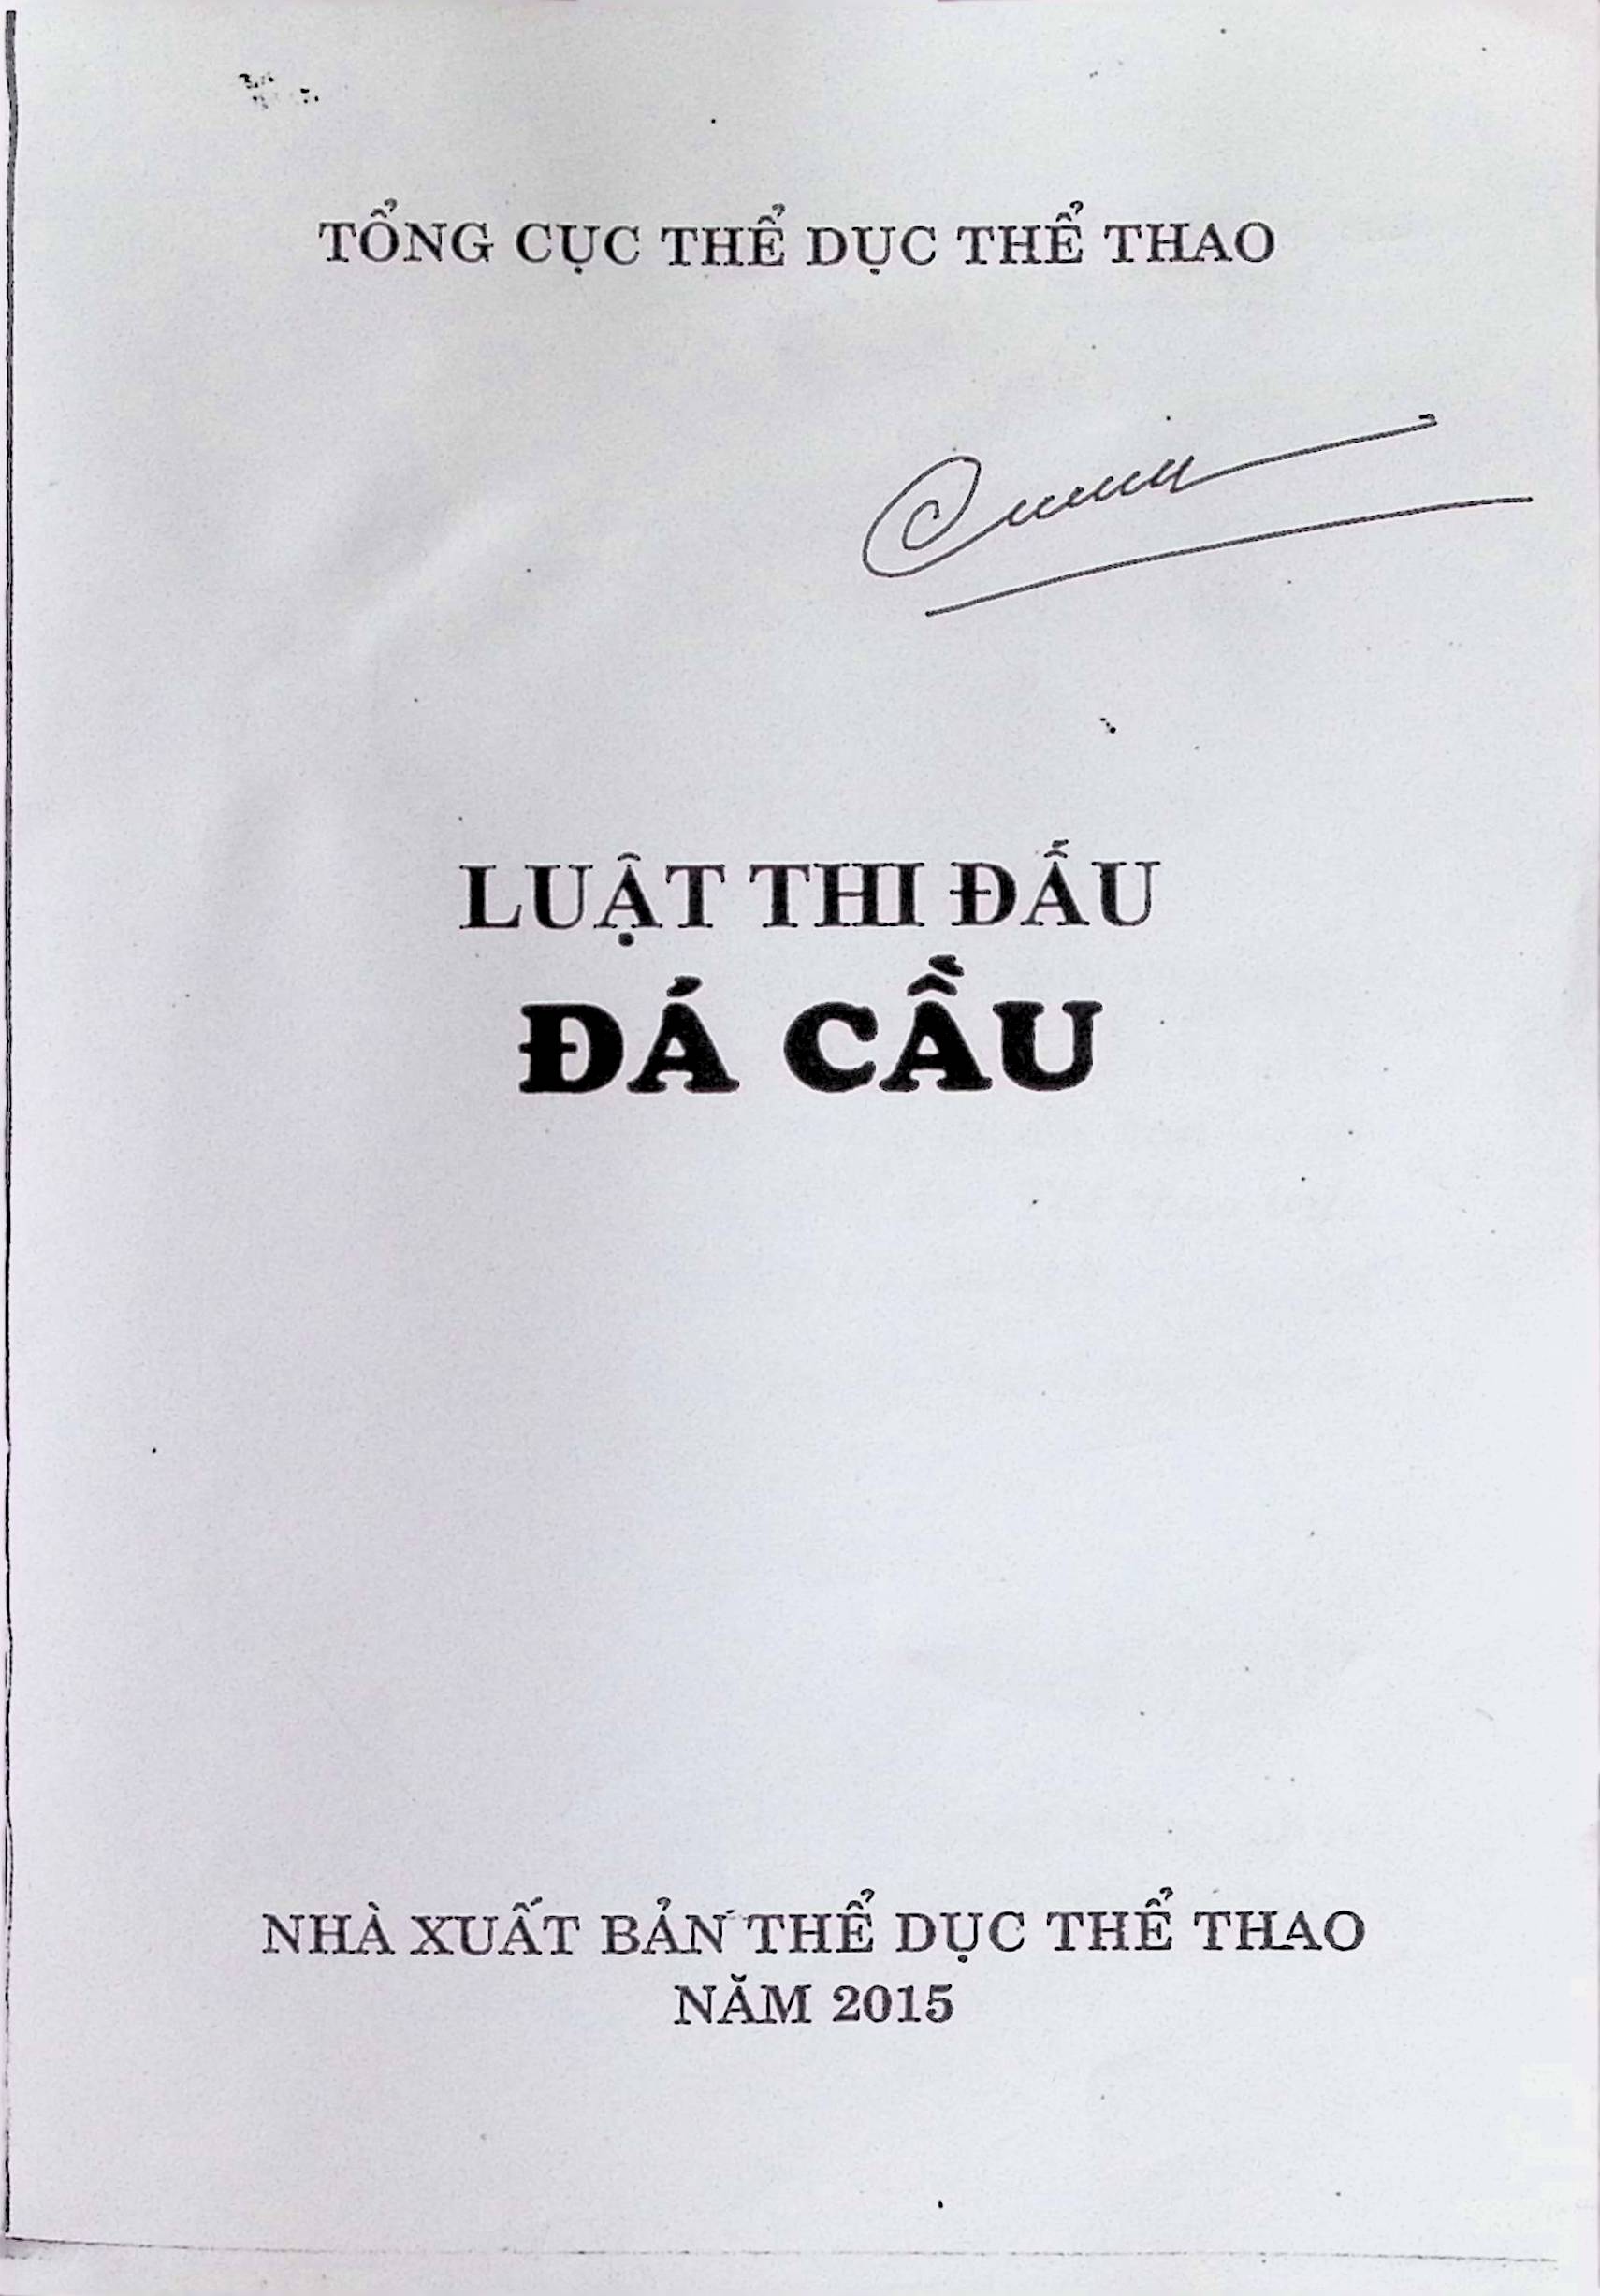 TỔNG CỤC THỂ DỤC THỂ THAO
LUẬT THI ĐẤU
ĐÁ CẦU
NHÀ XUẤT BẢN THỂ DỤC THỂ THAO
NĂM 2015